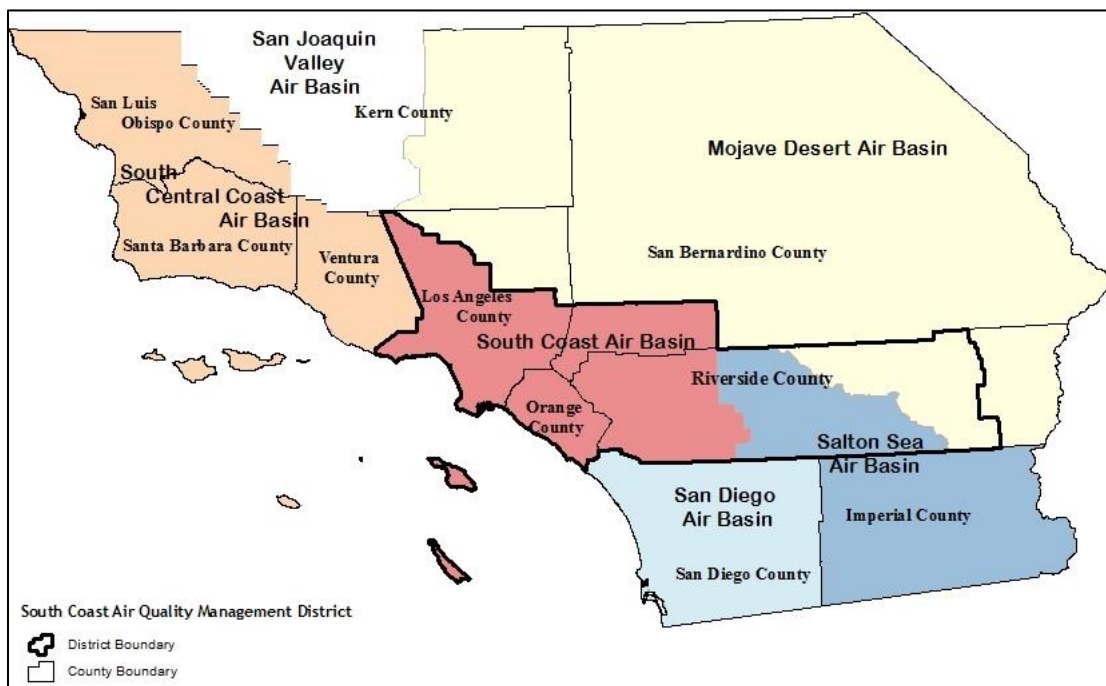 San Joaquin
Valley
Air Basin
Kern County
San Luis
Obispo County
Mojave Desert Air Basin
South
Central Coast
Air Basin
Santa Barbara County
Ventura
County
San Bernardino County
Los Angeles
County
South Coast Air Basin
Riverside County
Orange
County
Salton Sea
Air Basin
San Diego
Air Basin
Imperial County
San Diego County
South Coast Air Quality Management District
District Boundary
County Boundary